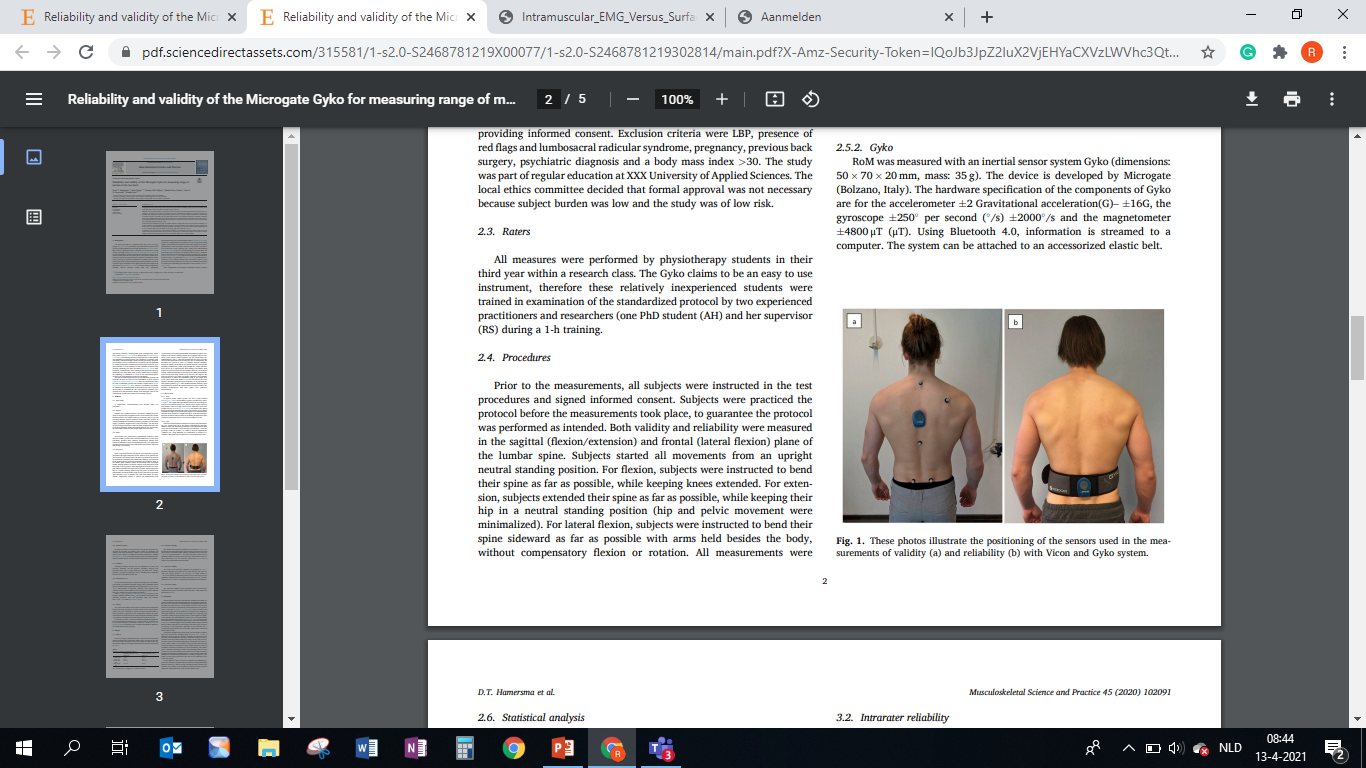 Reliability and validity of the Micr
Reliability and validity of the Mic
Intramuscular_EMG_Versus_Surfa
Aanmelden
pdf.sciencedirectassets.com/315581/1-s2.0-S2468781219X00077/1-s2.0-S2468781219302814/main.pdf?X-Amz-Security-Token=IQoJb3JpZ2luX2VjEHYaCXVzLWVhc3Qt...
Reliability and validity of the Microgate Gyko for measuring range of m...
2 / 5
100%
1
2
3
providing informed consent. Exclusion criteria were LBP, presence of
red flags and lumbosacral radicular syndrome, pregnancy, previous back
surgery, psychiatric diagnosis and a body mass index >30. The study
was part of regular education at XXX University of Applied Sciences. The
local ethics committee decided that formal approval was not necessary
because subject burden was low and the study was of low risk.
2.3. Raters
All measures were performed by physiotherapy students in their
third year within a research class. The Gyko claims to be an easy to use
instrument, therefore these relatively inexperienced students were
trained in examination of the standardized protocol by two experienced
practitioners and researchers (one PhD student (AH) and her supervisor
(RS) during a 1-h training.
2.4. Procedures
Prior to the measurements, all subjects were instructed in the test
procedures and signed informed consent. Subjects were practiced the
protocol before the measurements took place, to guarantee the protocol
was performed as intended. Both validity and reliability were measured
in the sagittal (flexion/extension) and frontal (lateral flexion) plane of
the lumbar spine. Subjects started all movements from an upright
neutral standing position. For flexion, subjects were instructed to bend
their spine as far as possible, while keeping knees extended. For exten-
sion, subjects extended their spine as far as possible, while keeping their
hip in a neutral standing position (hip and pelvic movement were
minimalized). For lateral flexion, subjects were instructed to bend their
spine sideward as far as possible with arms held besides the body,
without compensatory flexion or rotation. All measurements were
2.5.2. Gyko
RoM was measured with an inertial sensor system Gyko (dimensions:
50 × 70 × 20 mm, mass: 35 g). The device is developed by Microgate
(Bolzano, Italy). The hardware specification of the components of Gyko
are for the accelerometer ±2 Gravitational acceleration(G)– ±16G, the
gyroscope ±250° per second (°/s) ±2000°/s and the magnetometer
±4800 μT (μT). Using Bluetooth 4.0, information is streamed to a
computer. The system can be attached to an accessorized elastic belt.
a
b
Fig. 1. These photos illustrate the positioning of the sensors used in the mea-
surements of validity (a) and reliability (b) with Vicon and Gyko system.
2
D.T. Hamersma et al.
Musculoskeletal Science and Practice 45 (2020) 102091
2.6. Statistical analysis
3.2. Intrarater reliability
NLD
08:44
13-4-2021